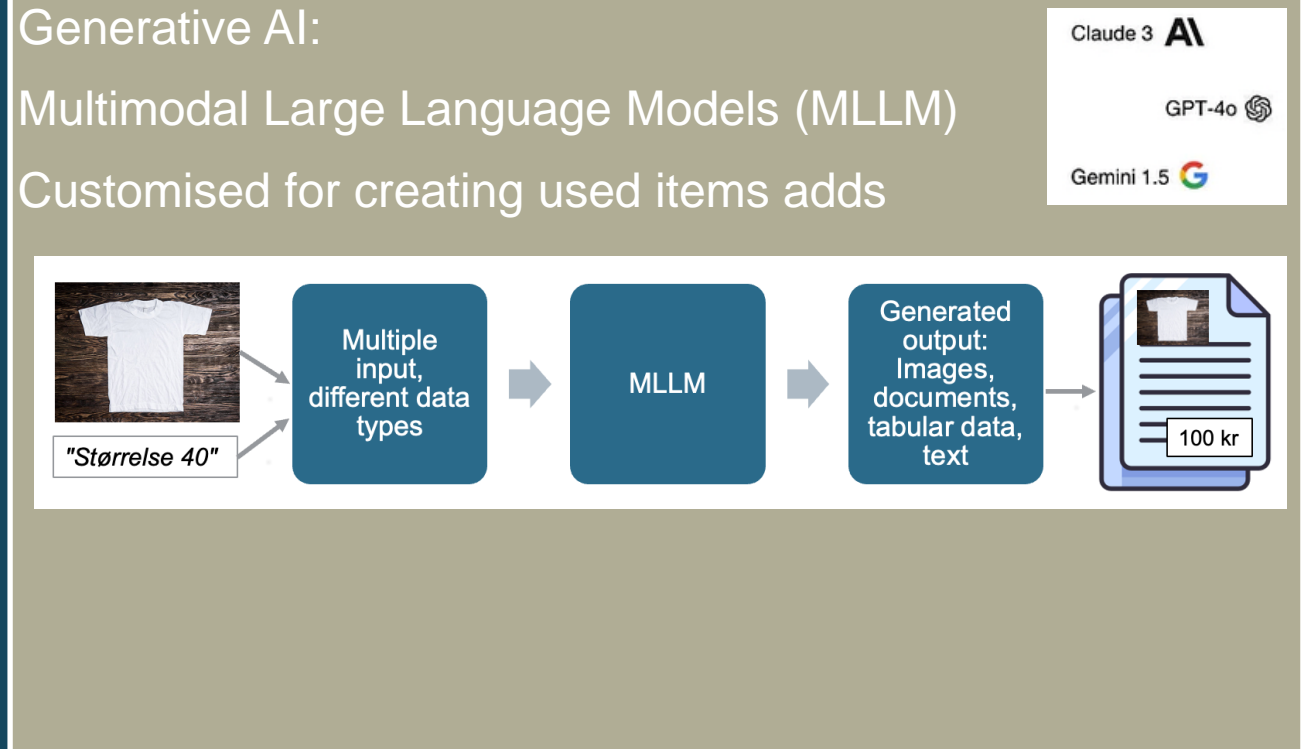 Generative AI:
Multimodal Large Language Models (MLLM)
Customised for creating used items adds
Claude 3
GPT-4o
Gemini 1.5
"Størrelse 40"
Multiple
input,
different data
types
MLLM
Generated
output:
Images,
documents,
tabular data,
text
100 kr